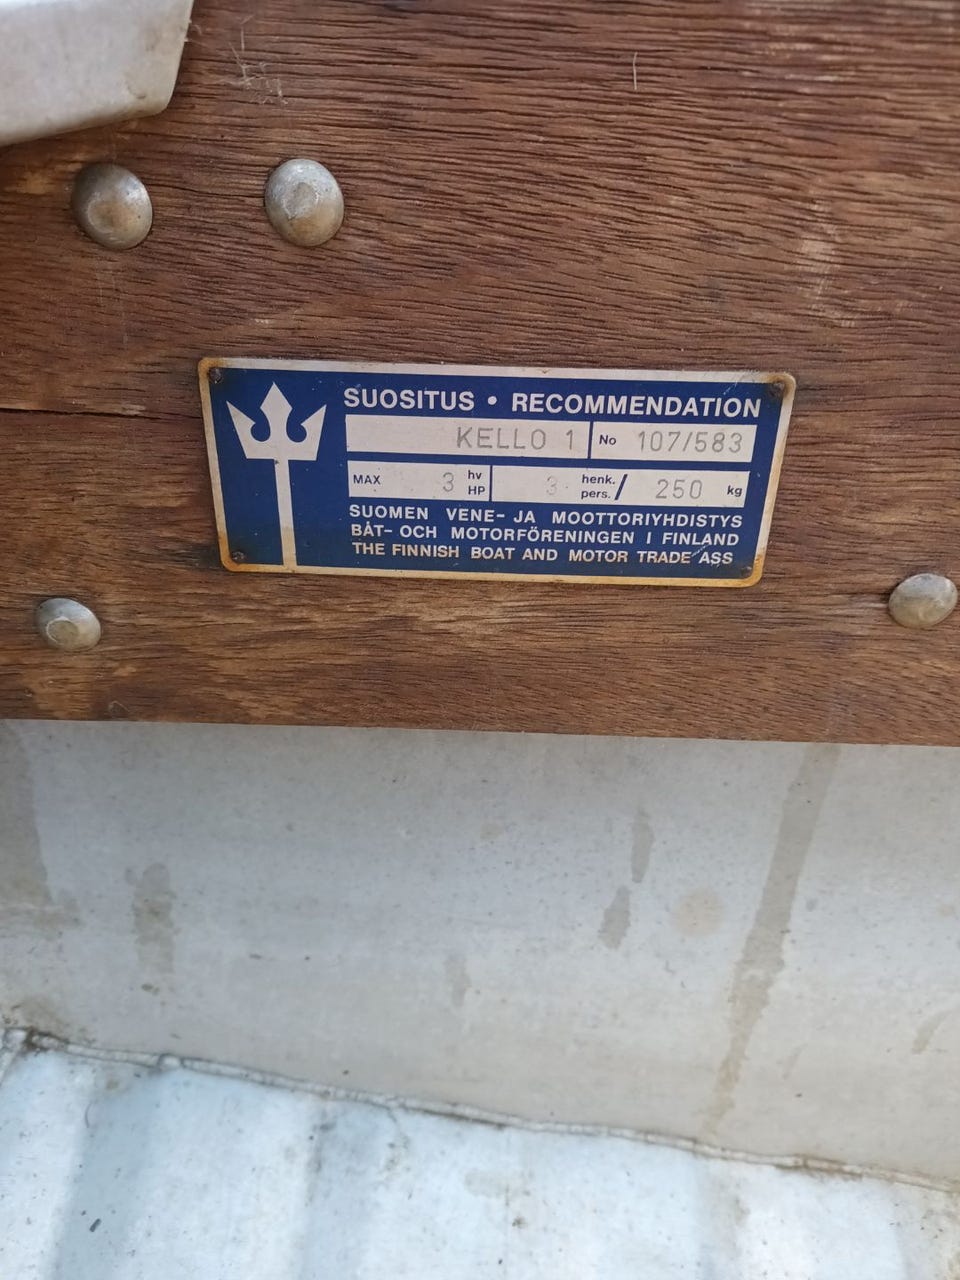 SUOSITUS • RECOMMENDATION
KELLO 1 No 107/583
MAX 3 hv HP 3 henk. pers. / 250 kg
SUOMEN VENE- JA MOOTTORIYHDISTYS
BÅT- OCH MOTORFÖRENINGEN I FINLAND
THE FINNISH BOAT AND MOTOR TRADE ASS